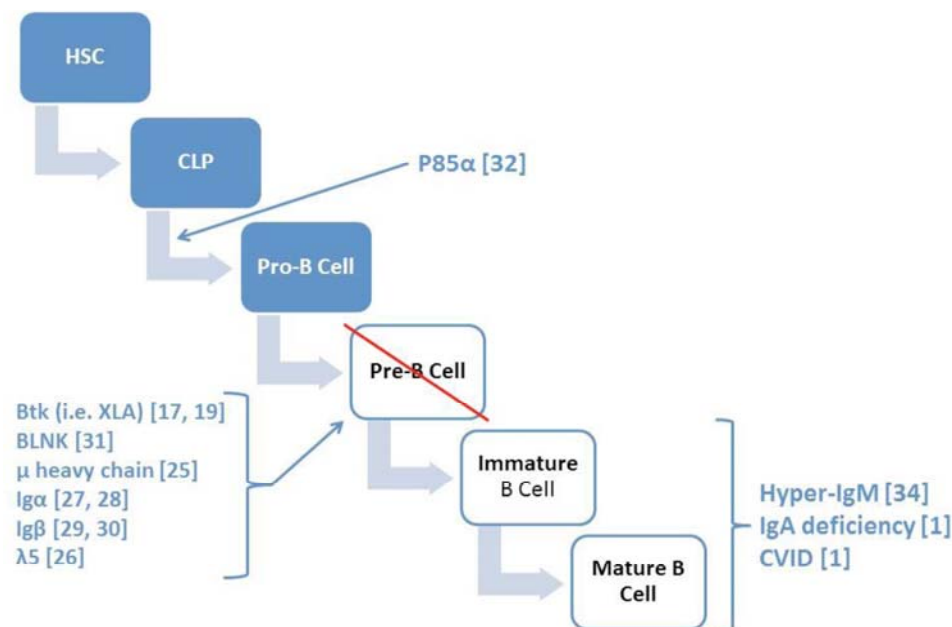 HSC
CLP
P85α [32]
Pro-B Cell
Pre-B Cell
Btk (i.e. XLA) [17, 19]
BLNK [31]
μ heavy chain [25]
Igα [27, 28]
Igβ [29, 30]
λ5 [26]
Immature
B Cell
Mature B
Cell
Hyper-IgM [34]
IgA deficiency [1]
CVID [1]